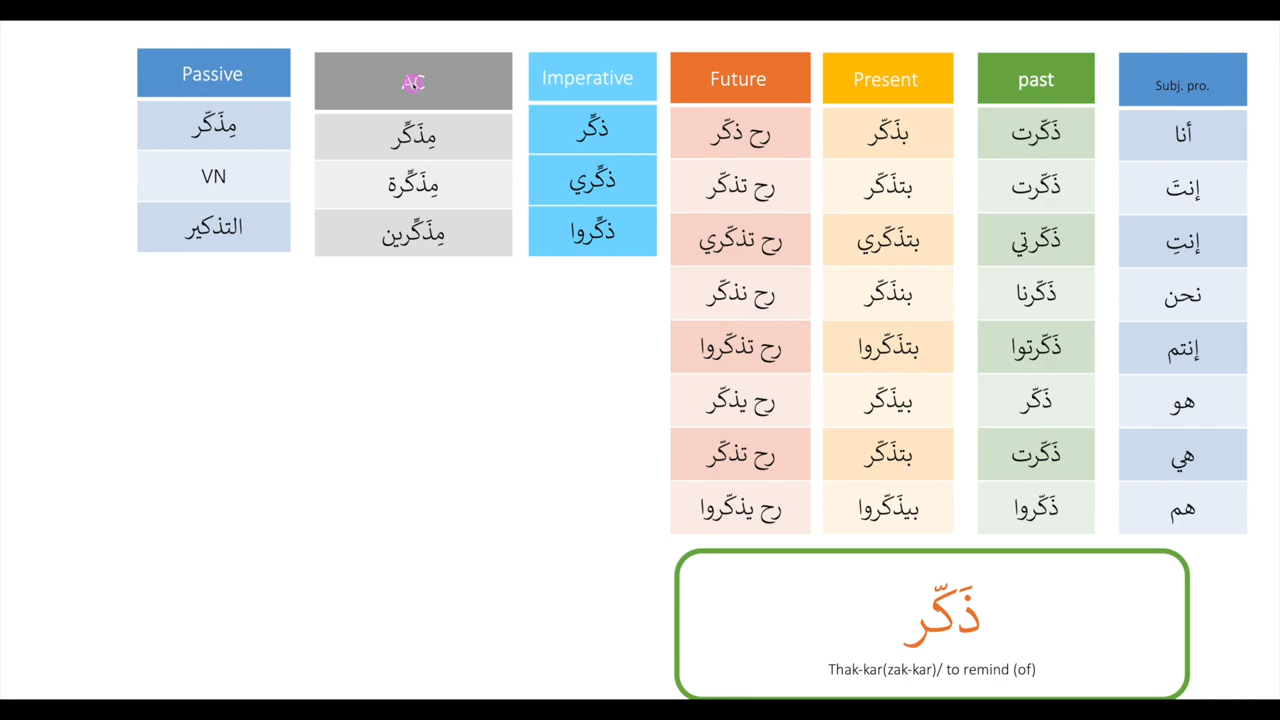 Subj. pro. past Present Future Imperative AC Passive
أنا ذَكّرت بذَكّر رح ذكّر ذكِّر مِذَكِّر مِذَكّر
إنتَ ذَكّرت بتذَكّر رح تذكّر ذكِّري مِذَكِّرة VN
إنتِ ذَكّرتي بتذَكّري رح تذكّري ذكِّروا مِذَكِّرين التذكير
نحن ذَكّرنا بنذَكّر رح نذكّر
إنتم ذَكّرتوا بتذَكّروا رح تذكّروا
هو ذَكّر بيذَكّر رح يذكّر
هي ذَكّرت بتذَكّر رح تذكّر
هم ذَكّروا بيذَكّروا رح يذكّروا
ذَكّر
Thak-kar(zak-kar)/ to remind (of)